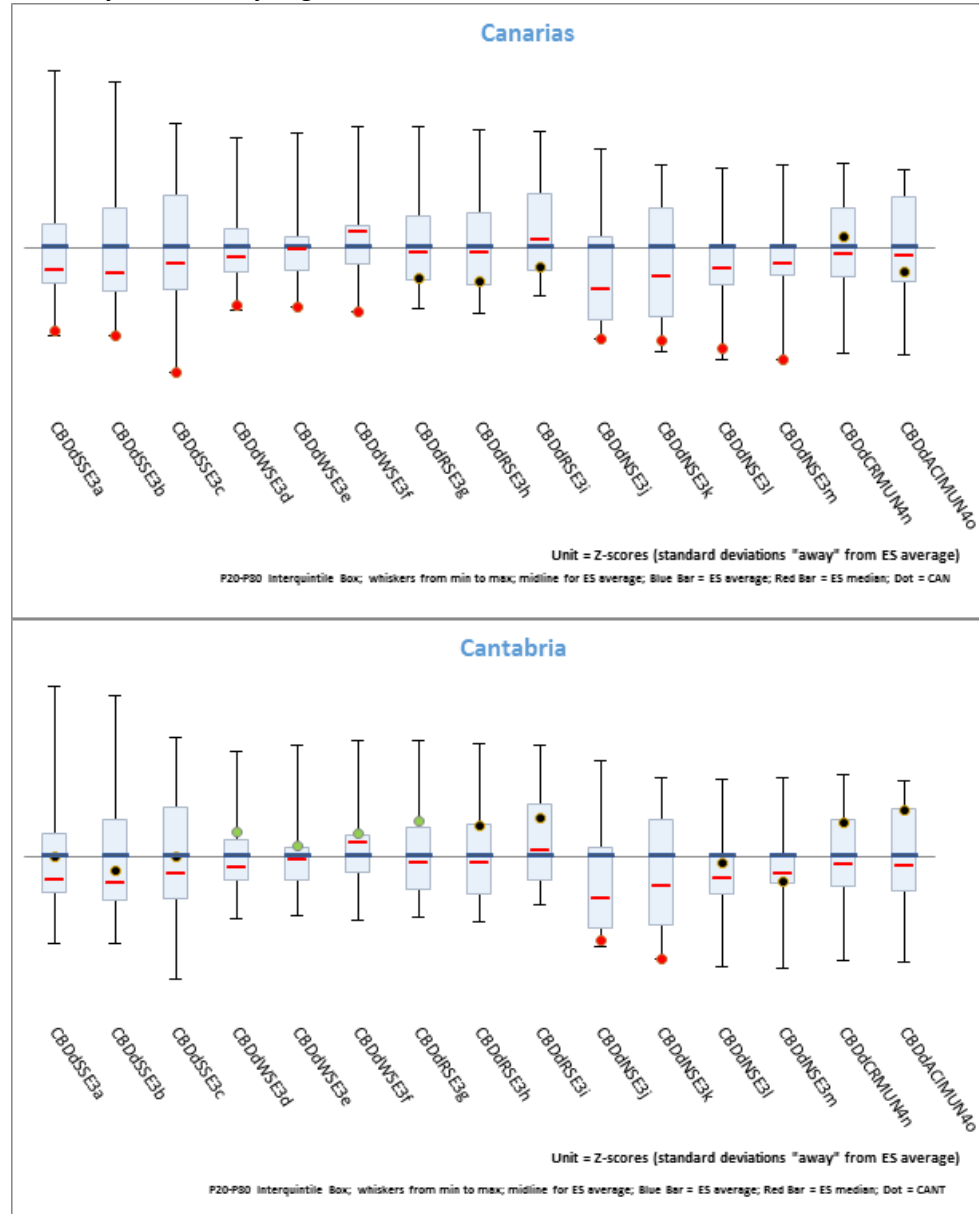 Canarias
CBDdSSE3a
CBDdSSE3b
CBDdSSE3c
CBDdWSE3d
CBDdWSE3e
CBDdWSE3f
CBDdRSE3g
CBDdRSE3h
CBDdRSE3i
CBDdNSE3j
CBDdNSE3k
CBDdNSE3l
CBDdNSE3m
CBDdCRMUN4n
CBDdACIMUN4o
Unit = Z-scores (standard deviations "away" from ES average)
P20-P80 Interquintile Box; whiskers from min to max; midline for ES average; Blue Bar = ES average; Red Bar = ES median; Dot = CAN
Cantabria
CBDdSSE3a
CBDdSSE3b
CBDdSSE3c
CBDdWSE3d
CBDdWSE3e
CBDdWSE3f
CBDdRSE3g
CBDdRSE3h
CBDdRSE3i
CBDdNSE3j
CBDdNSE3k
CBDdNSE3l
CBDdNSE3m
CBDdCRMUN4n
CBDdACIMUN4o
Unit = Z-scores (standard deviations "away" from ES average)
P20-P80 Interquintile Box; whiskers from min to max; midline for ES average; Blue Bar = ES average; Red Bar = ES median; Dot = CANT